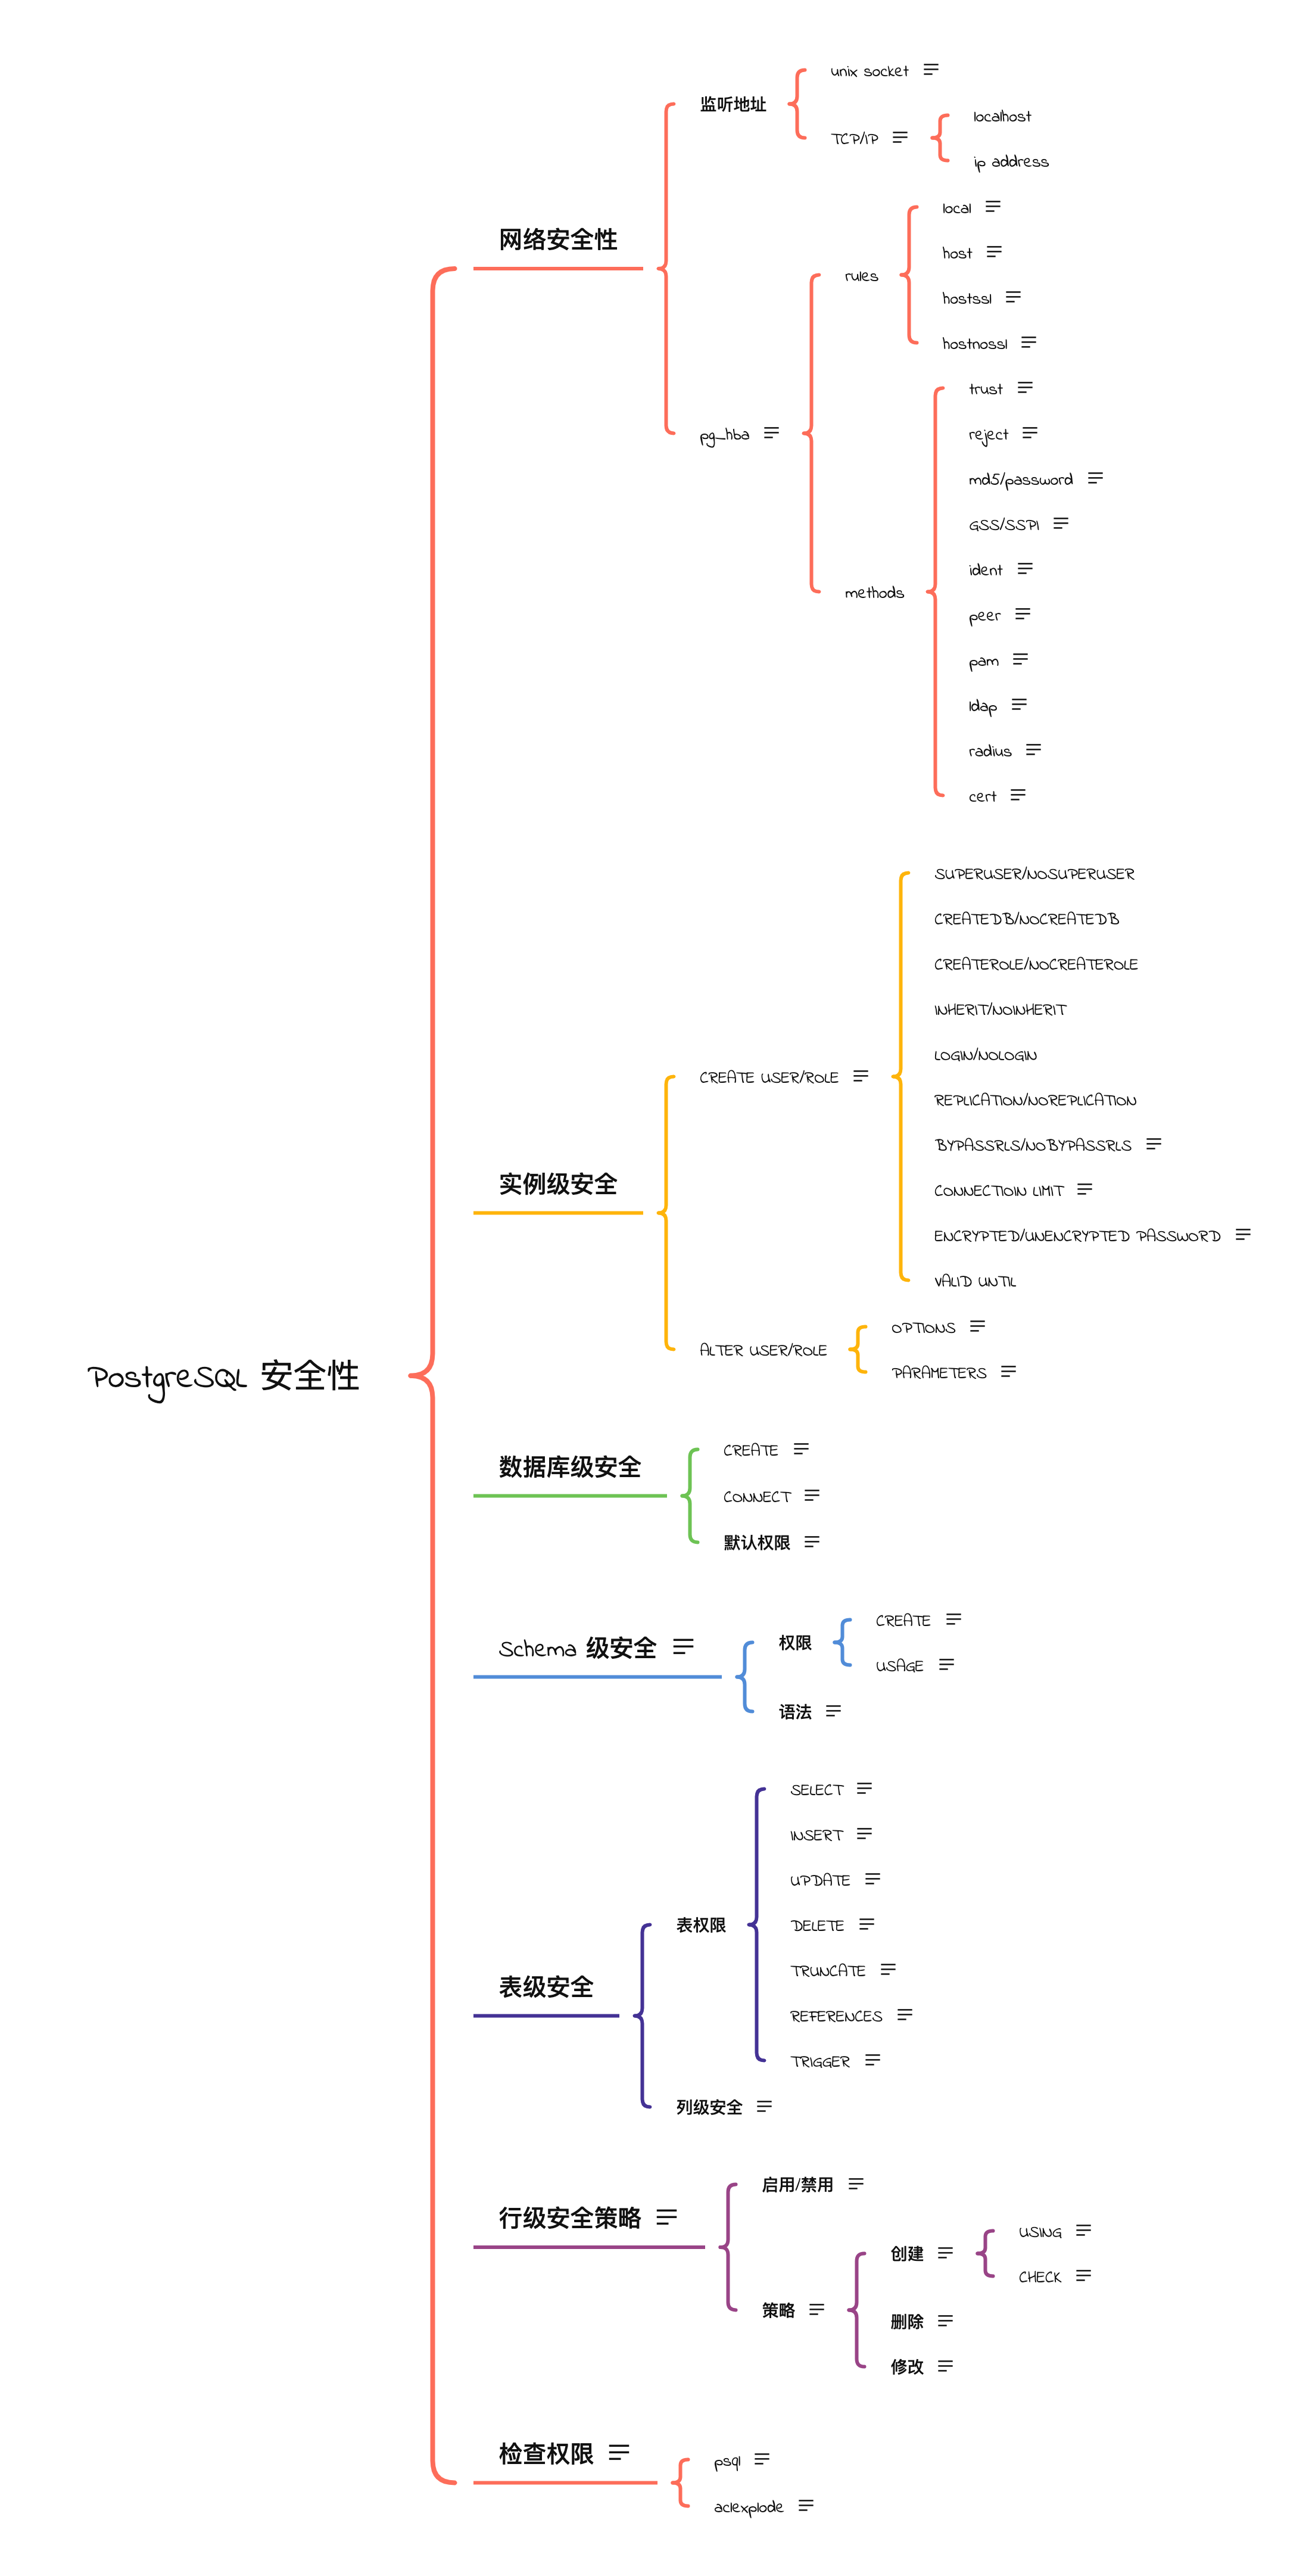 PostgreSQL 安全性
网络安全性
监听地址
unix socket
TCP/IP
localhost
ip address
pg_hba
rules
local
host
hostssl
hostnossl
methods
trust
reject
md5/password
GSS/SSPI
ident
peer
pam
ldap
radius
cert
实例级安全
CREATE USER/ROLE
SUPERUSER/NOSUPERUSER
CREATEDB/NOCREATEDB
CREATEROLE/NOCREATEROLE
INHERIT/NOINHERIT
LOGIN/NOLOGIN
REPLICATION/NOREPLICATION
BYPASSRLS/NOBYPASSRLS
CONNECTIOIN LIMIT
ENCRYPTED/UNENCRYPTED PASSWORD
VALID UNTIL
ALTER USER/ROLE
OPTIONS
PARAMETERS
数据库级安全
CREATE
CONNECT
默认权限
Schema 级安全
权限
CREATE
USAGE
语法
表级安全
表权限
SELECT
INSERT
UPDATE
DELETE
TRUNCATE
REFERENCES
TRIGGER
列级安全
行级安全策略
启用/禁用
策略
创建
USING
CHECK
删除
修改
检查权限
psql
aclexplode